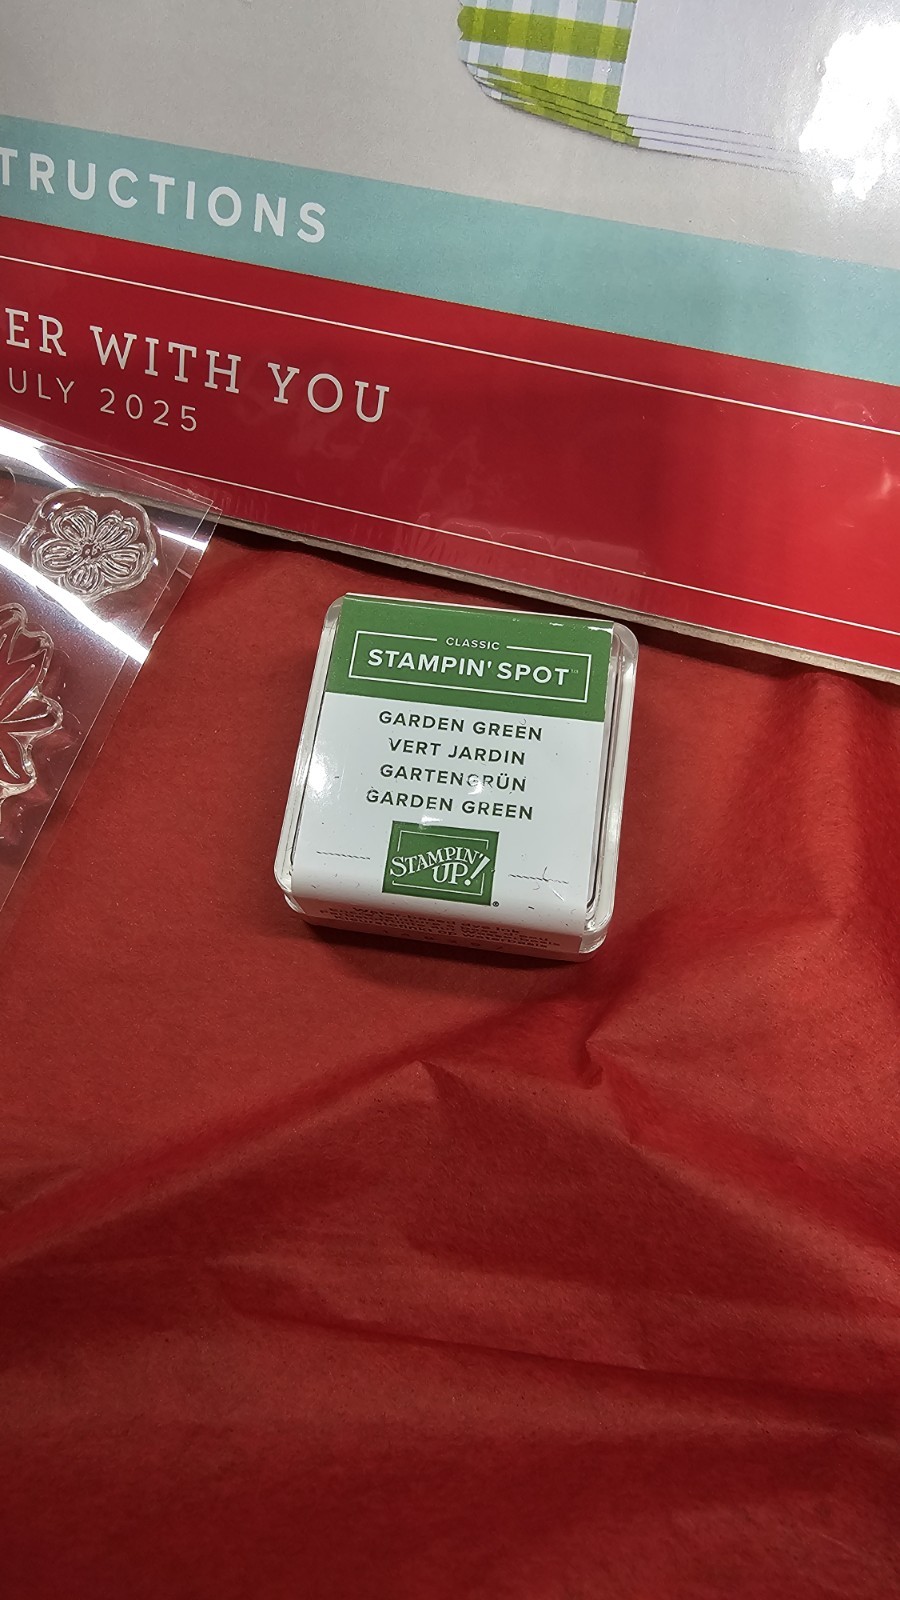 TRUCTIONS
ER WITH YOU
ULY 2025
CLASSIC
STAMPIN' SPOT
GARDEN GREEN
VERT JARDIN
GARTENGRÜN
GARDEN GREEN
STAMPIN'
UP!®